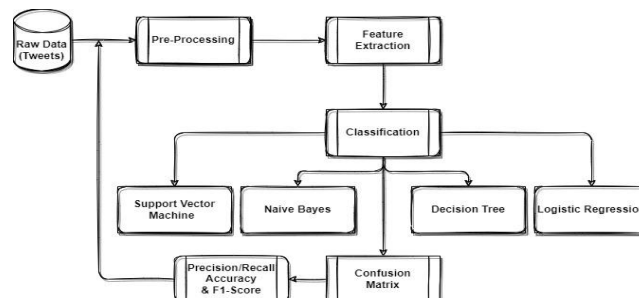 Raw Data
(Tweets)
Pre-Processing
Feature
Extraction
Classification
Support Vector
Machine
Naive Bayes
Decision Tree
Logistic Regression
Precision/Recall
Accuracy
& F1-Score
Confusion
Matrix